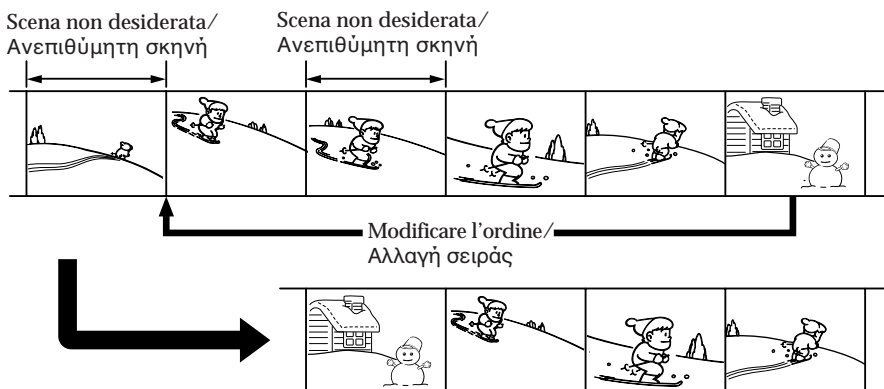 Scena non desiderata/
Ανεπιθύμητη σκηνή
Scena non desiderata/
Ανεπιθύμητη σκηνή
Modificare l'ordine/
Αλλαγή σειράς